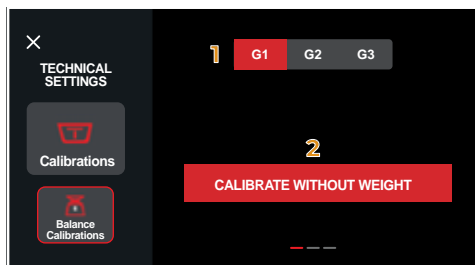 TECHNICAL
SETTINGS
Calibrations
Balance
Calibrations
1
G1 G2 G3
2
CALIBRATE WITHOUT WEIGHT